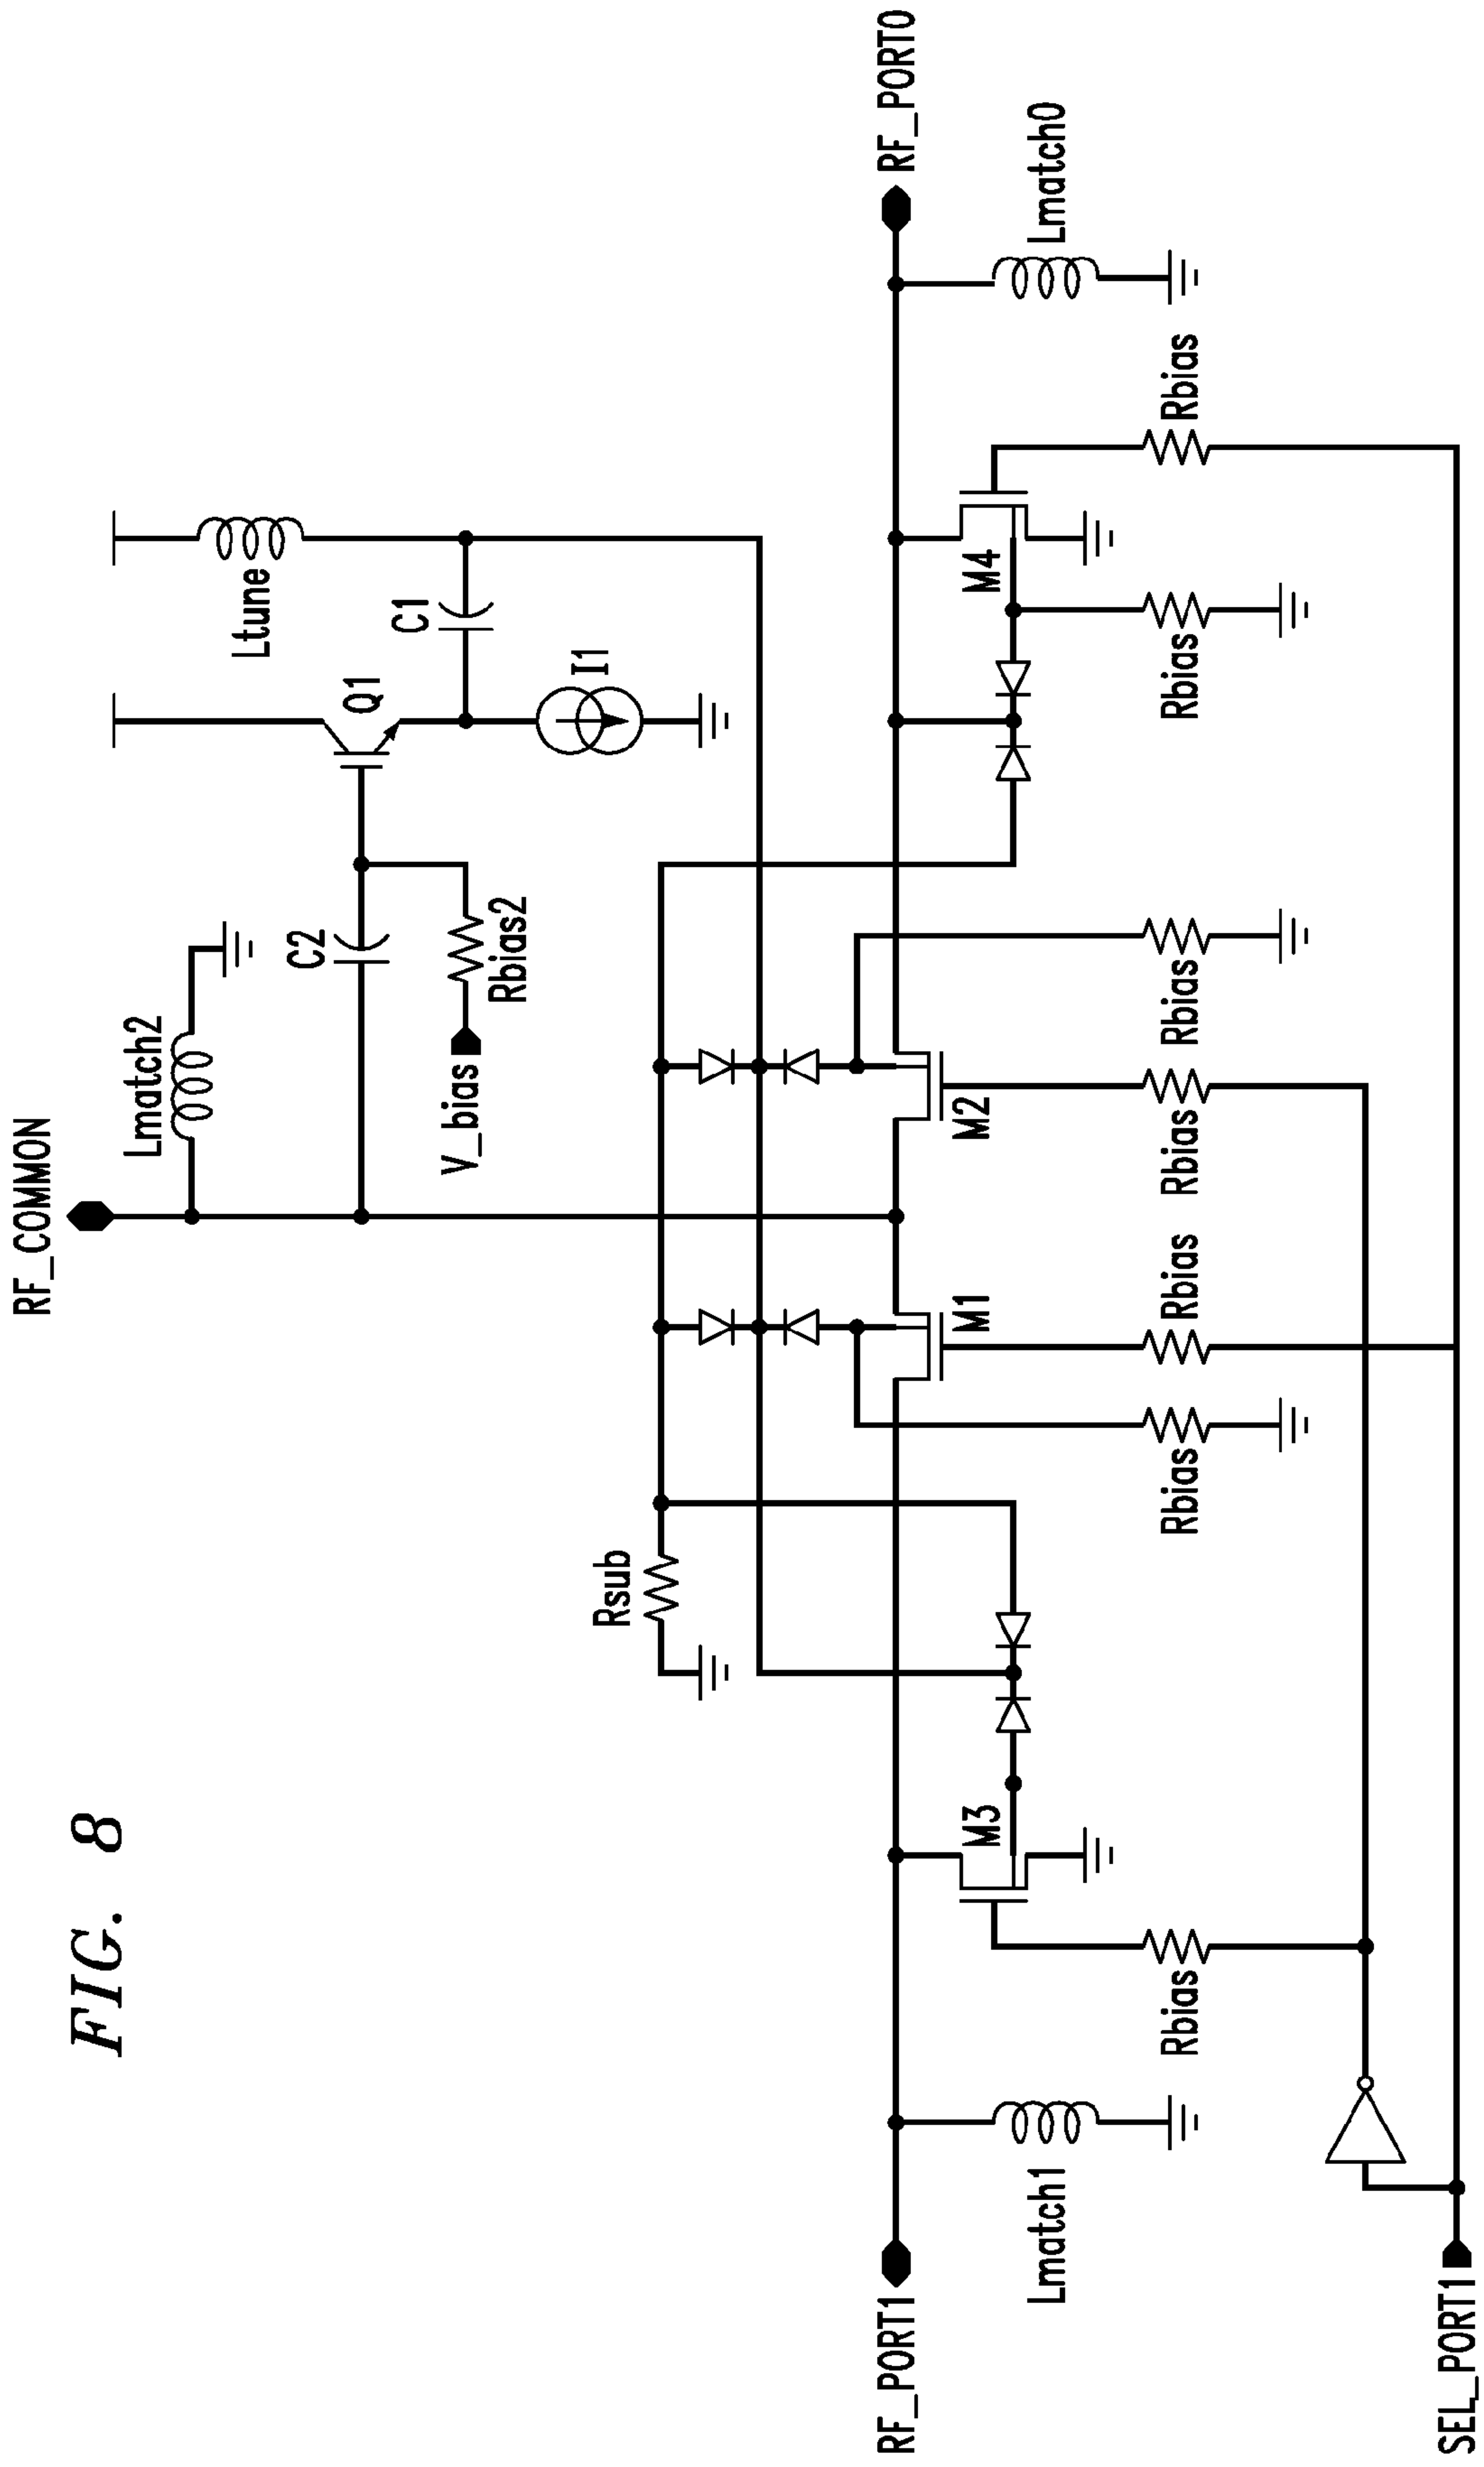 FIG. 8
RF_COMMON
Lmatch2
C2
V_bias
Rbias2
Q1
I1
C1
Ltune
Rsub
RF_PORT1
Lmatch1
M3
Rbias
M1
Rbias
Rbias
M2
Rbias
Rbias
M4
Rbias
Rbias
Lmatch0
RF_PORT0
SEL_PORT1